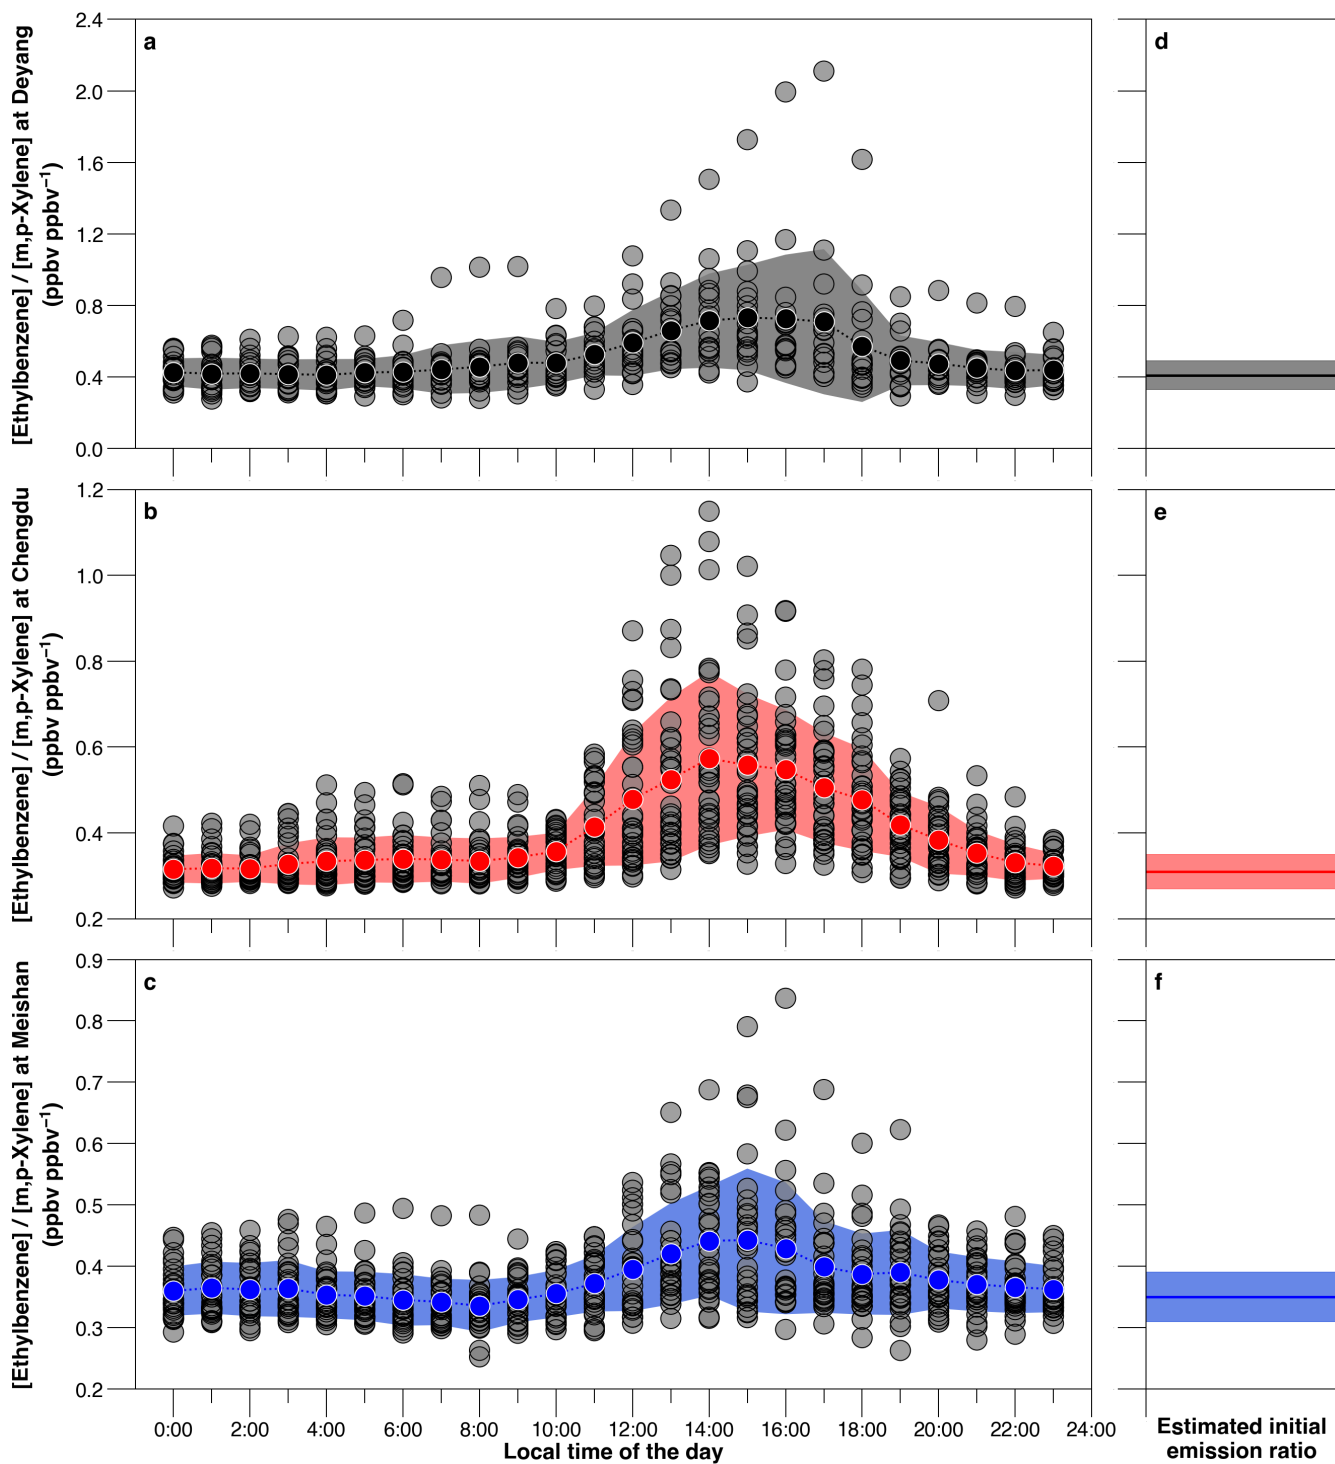 [Ethylbenzene] / [m,p-Xylene] at Deyang
(ppbv ppbv⁻¹)
2.4
2.0
1.6
1.2
0.8
0.4
0.0
a
d
[Ethylbenzene] / [m,p-Xylene] at Chengdu
(ppbv ppbv⁻¹)
1.2
1.0
0.8
0.6
0.4
0.2
b
e
[Ethylbenzene] / [m,p-Xylene] at Meishan
(ppbv ppbv⁻¹)
0.9
0.8
0.7
0.6
0.5
0.4
0.3
0.2
c
f
0:00 2:00 4:00 6:00 8:00 10:00 12:00 14:00 16:00 18:00 20:00 22:00 24:00
Local time of the day
Estimated initial
emission ratio